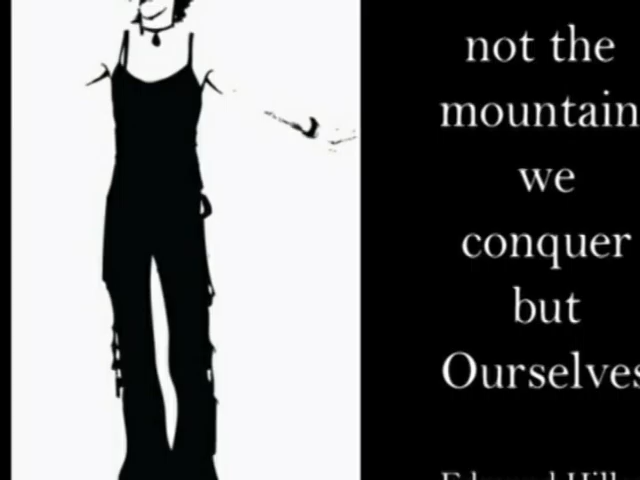 not the
mountain
we
conquer
but
Ourselves